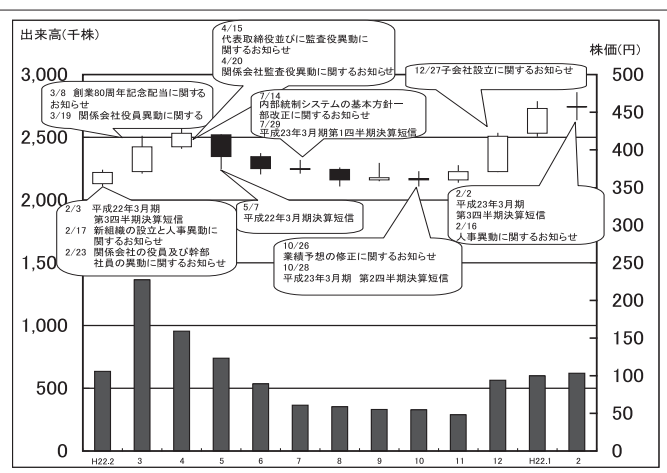 出来高(千株)
株価(円)
4/15
代表取締役並びに監査役異動に
関するお知らせ
4/20
関係会社監査役異動に関するお知らせ
12/27子会社設立に関するお知らせ
3/8 創業80周年記念配当に関する
お知らせ
3/19 関係会社役員異動に関する
7/14
内部統制システムの基本方針一
部改正に関するお知らせ
7/29
平成23年3月期第1四半期決算短信
2/3 平成22年3月期
第3四半期決算短信
2/17 新組織の設立と人事異動に
関するお知らせ
2/23 関係会社の役員及び幹部
社員の異動に関するお知らせ
5/7
平成22年3月期決算短信
10/26
業績予想の修正に関するお知らせ
10/28
平成23年3月期 第2四半期決算短信
2/2
平成23年3月期
第3四半期決算短信
2/16
人事異動に関するお知らせ
3,000
2,500
2,000
1,500
1,000
500
0
500
450
400
350
300
250
200
150
100
50
0
H22.2 3 4 5 6 7 8 9 10 11 12 H22.1 2